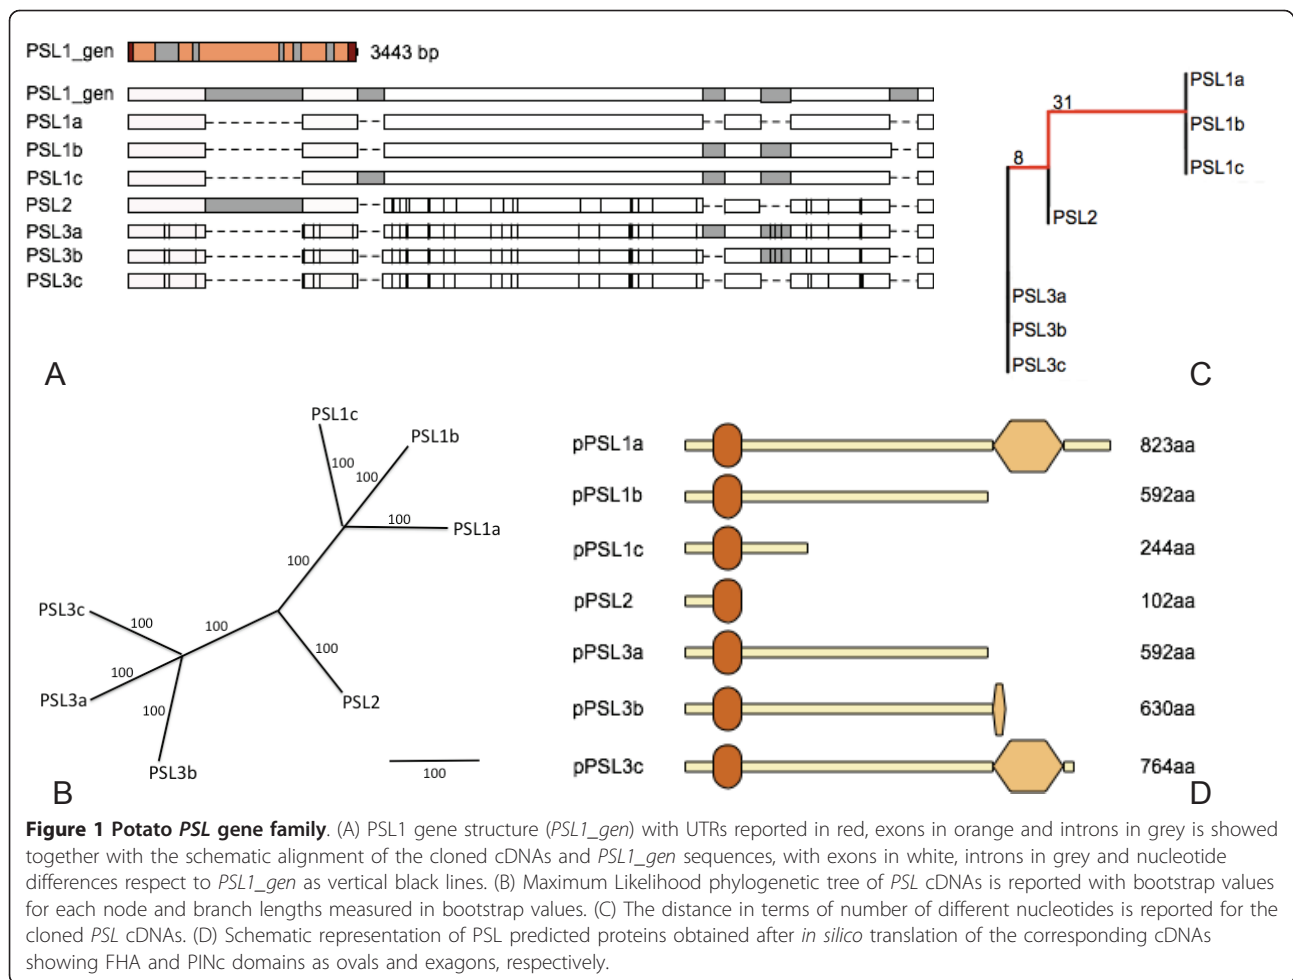 PSL1_gen 3443 bp
PSL1_gen
PSL1a
PSL1b
PSL1c
PSL2
PSL3a
PSL3b
PSL3c
A
31
8
PSL1a
PSL1b
PSL1c
PSL2
PSL3a
PSL3b
PSL3c
C
PSL1c
PSL1b
100
100
100
PSL1a
100
PSL3c
100
100
100
100
PSL3a
100
PSL2
PSL3b
100
B
pPSL1a 823aa
pPSL1b 592aa
pPSL1c 244aa
pPSL2 102aa
pPSL3a 592aa
pPSL3b 630aa
pPSL3c 764aa
D
Figure 1 Potato PSL gene family. (A) PSL1 gene structure (PSL1_gen) with UTRs reported in red, exons in orange and introns in grey is showed
together with the schematic alignment of the cloned cDNAs and PSL1_gen sequences, with exons in white, introns in grey and nucleotide
differences respect to PSL1_gen as vertical black lines. (B) Maximum Likelihood phylogenetic tree of PSL cDNAs is reported with bootstrap values
for each node and branch lengths measured in bootstrap values. (C) The distance in terms of number of different nucleotides is reported for the
cloned PSL cDNAs. (D) Schematic representation of PSL predicted proteins obtained after in silico translation of the corresponding cDNAs
showing FHA and PINc domains as ovals and exagons, respectively.